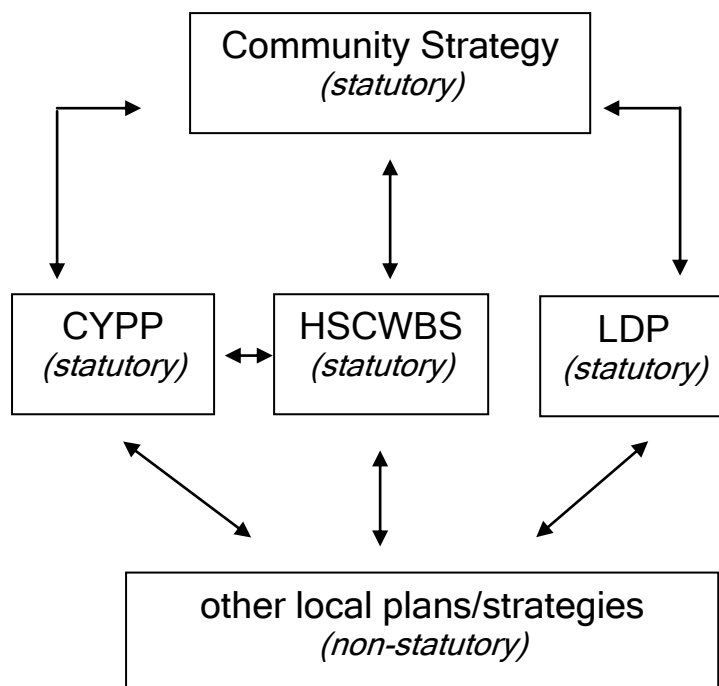 Community Strategy
(statutory)
CYPP
(statutory)
HSCWBS
(statutory)
LDP
(statutory)
other local plans/strategies
(non-statutory)